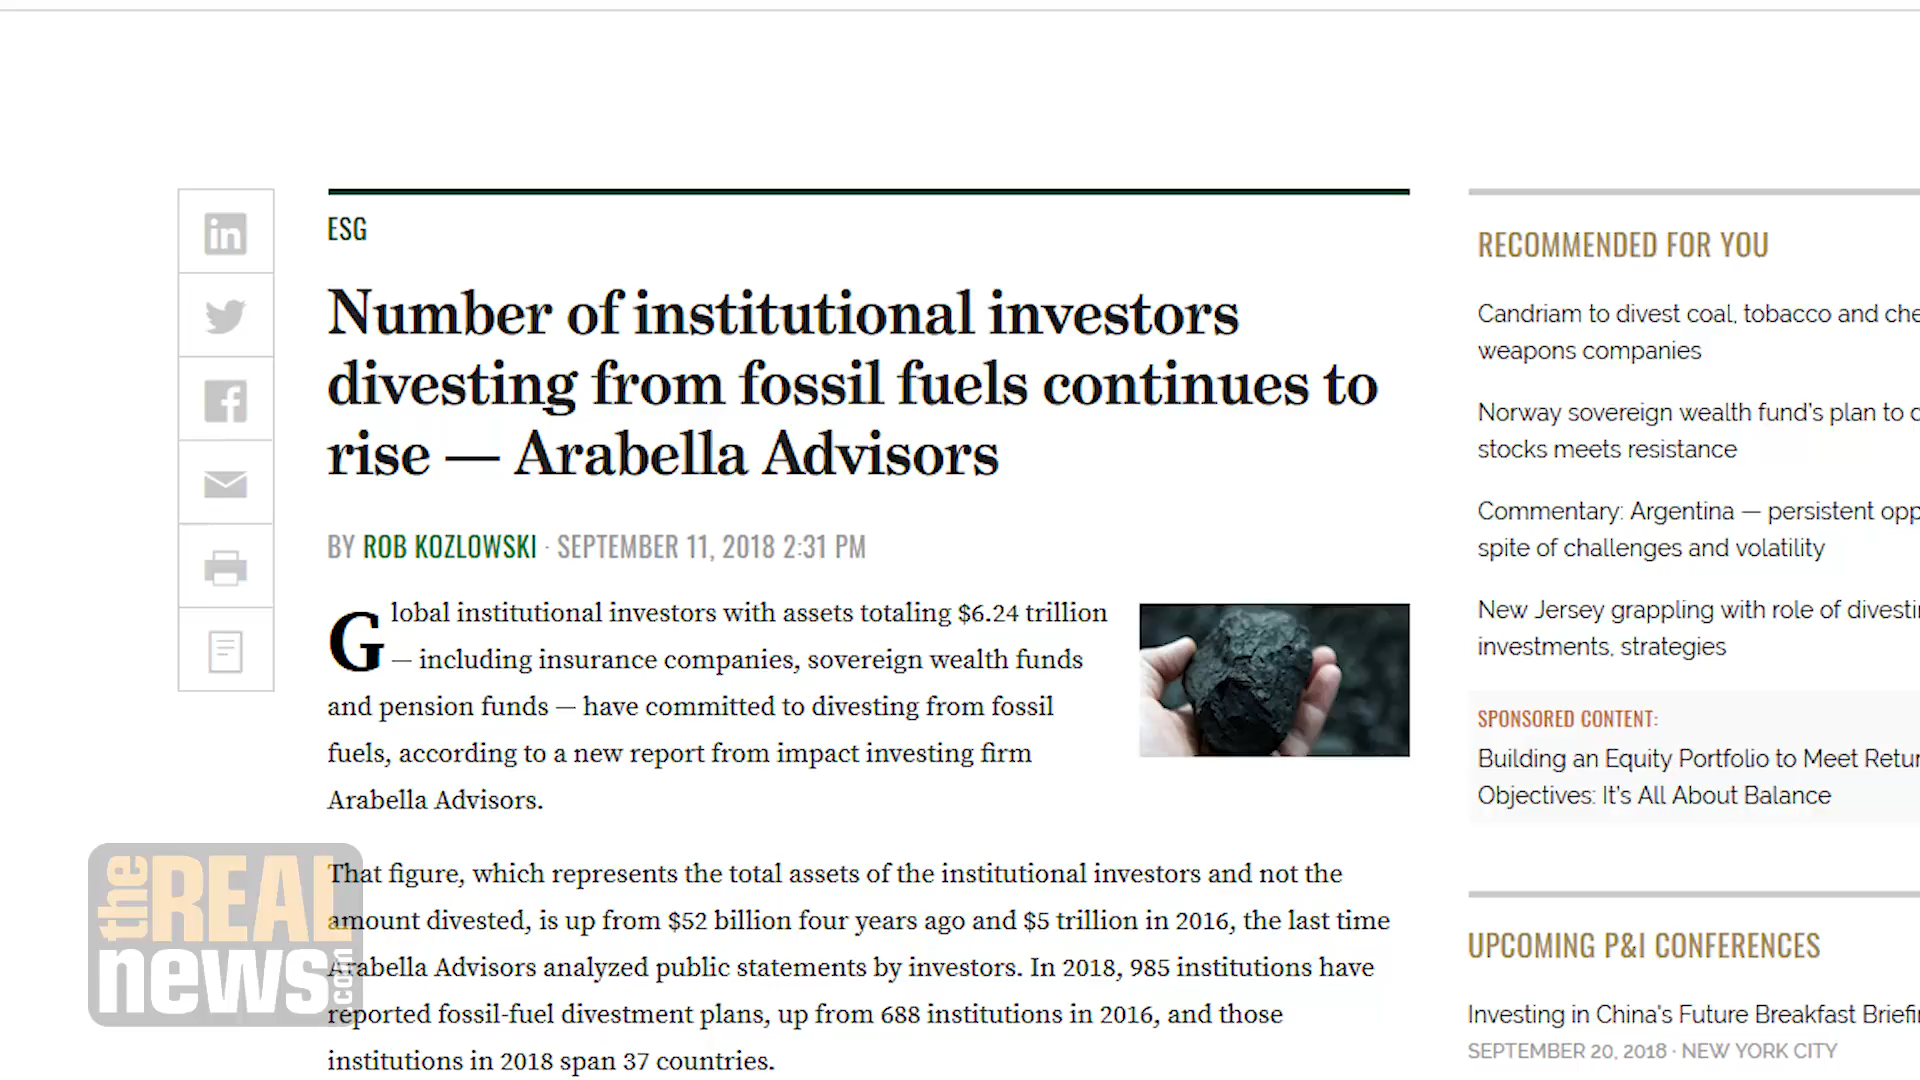 ESG
Number of institutional investors
divesting from fossil fuels continues to
rise — Arabella Advisors
BY ROB KOZLOWSKI · SEPTEMBER 11, 2018 2:31 PM
Global institutional investors with assets totaling $6.24 trillion
— including insurance companies, sovereign wealth funds
and pension funds — have committed to divesting from fossil
fuels, according to a new report from impact investing firm
Arabella Advisors.
That figure, which represents the total assets of the institutional investors and not the
amount divested, is up from $52 billion four years ago and $5 trillion in 2016, the last time
Arabella Advisors analyzed public statements by investors. In 2018, 985 institutions have
reported fossil-fuel divestment plans, up from 688 institutions in 2016, and those
institutions in 2018 span 37 countries.
RECOMMENDED FOR YOU
Candriam to divest coal, tobacco and che
weapons companies
Norway sovereign wealth fund's plan to
stocks meets resistance
Commentary: Argentina — persistent opp
spite of challenges and volatility
New Jersey grappling with role of divesti
investments, strategies
SPONSORED CONTENT:
Building an Equity Portfolio to Meet Retur
Objectives: It's All About Balance
UPCOMING P&I CONFERENCES
Investing in China's Future Breakfast Briefi
SEPTEMBER 20, 2018 · NEW YORK CITY
in
the REAL
news.com